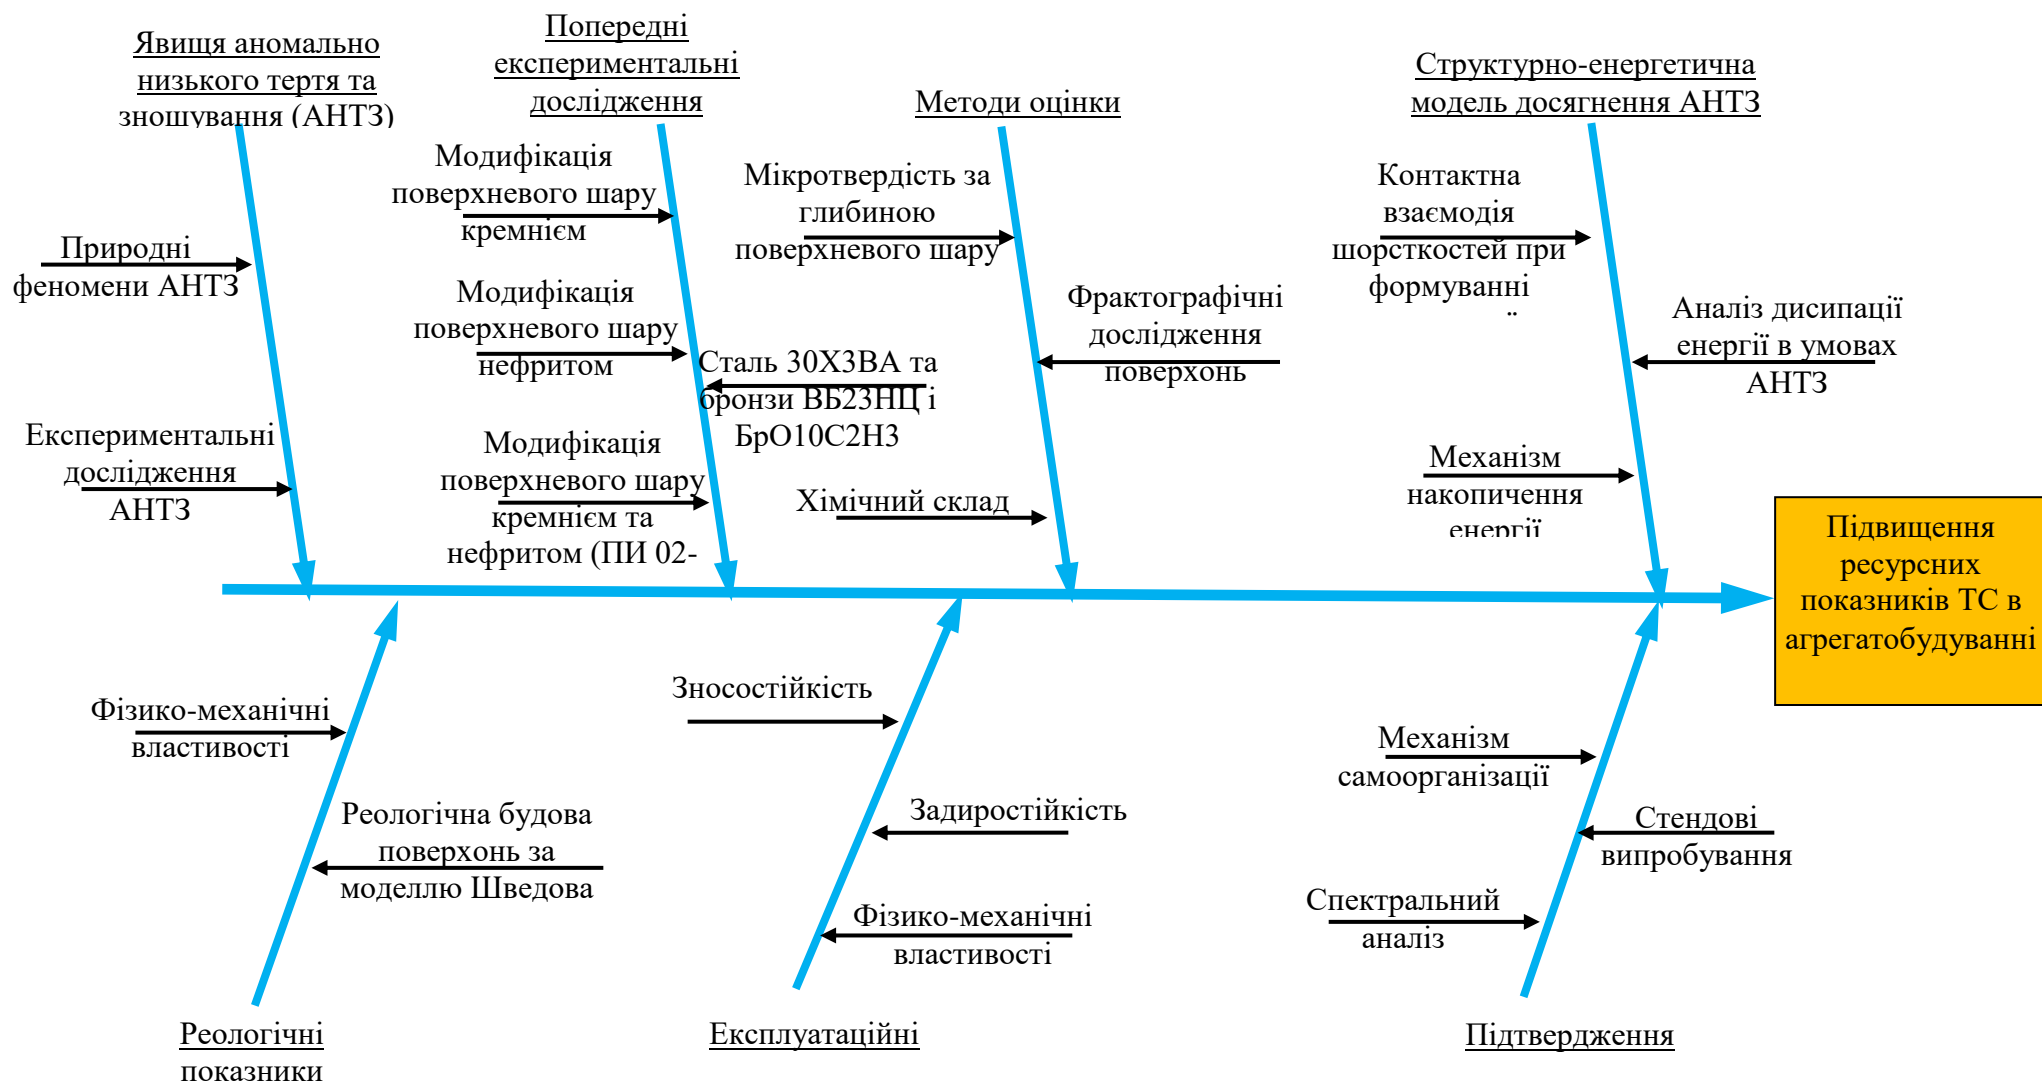 Явищя аномально
низького тертя та
зношування (АНТЗ)
Попередні
експериментальні
дослідження
Методи оцінки
Структурно-енергетична
модель досягнення АНТЗ
Природні
феномени АНТЗ
Експериментальні
дослідження
АНТЗ
Модифікація
поверхневого шару
кремнієм
Модифікація
поверхневого шару
нефритом
Модифікація
поверхневого шару
кремнієм та
нефритом (ПИ 02-
Сталь 30Х3ВА та
бронзи ВБ23НЦ і
БрО10С2Н3
Мікротвердість за
глибиною
поверхневого шару
Фрактографічні
дослідження
поверхонь
Хімічний склад
Контактна
взаємодія
шорсткостей при
формуванні
Аналіз дисипації
енергії в умовах
АНТЗ
Механізм
накопичення
енергії
Підвищення
ресурсних
показників ТС в
агрегатобудуванні
Фізико-механічні
властивості
Реологічна будова
поверхонь за
моделлю Шведова
Реологічні
показники
Зносостійкість
Задиростійкість
Фізико-механічні
властивості
Експлуатаційні
Механізм
самоорганізації
Стендові
випробування
Спектральний
аналіз
Підтвердження